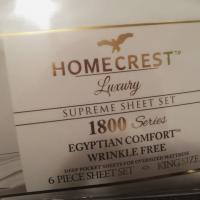 HOMECREST™
Luxury
SUPREME SHEET SET
1800 Series
EGYPTIAN COMFORT™
WRINKLE FREE
DEEP POCKET SHEETS FOR OVERSIZED MATTRESS
6 PIECE SHEET SET KING SIZE